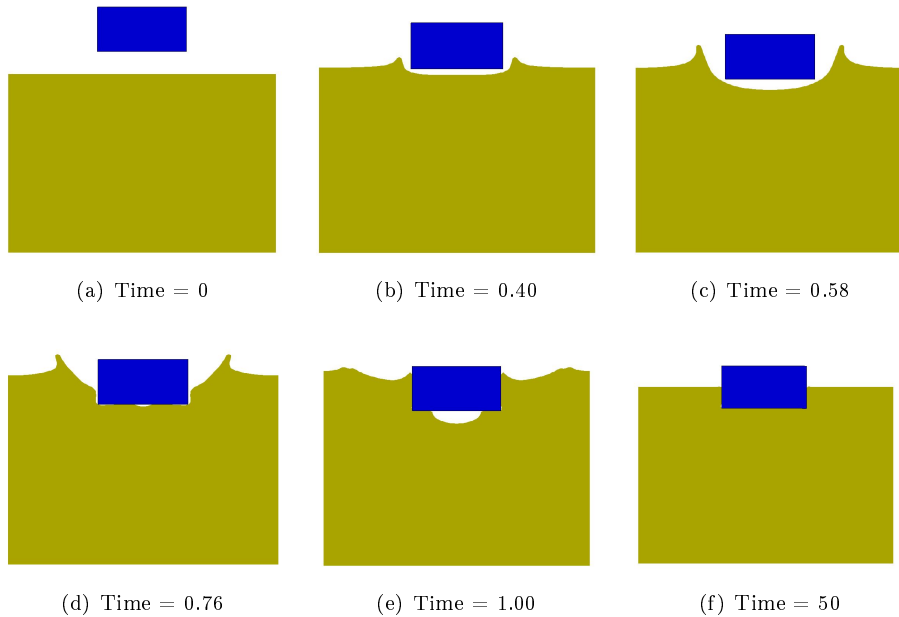 (a) Time = 0
(b) Time = 0.40
(c) Time = 0.58
(d) Time = 0.76
(e) Time = 1.00
(f) Time = 50